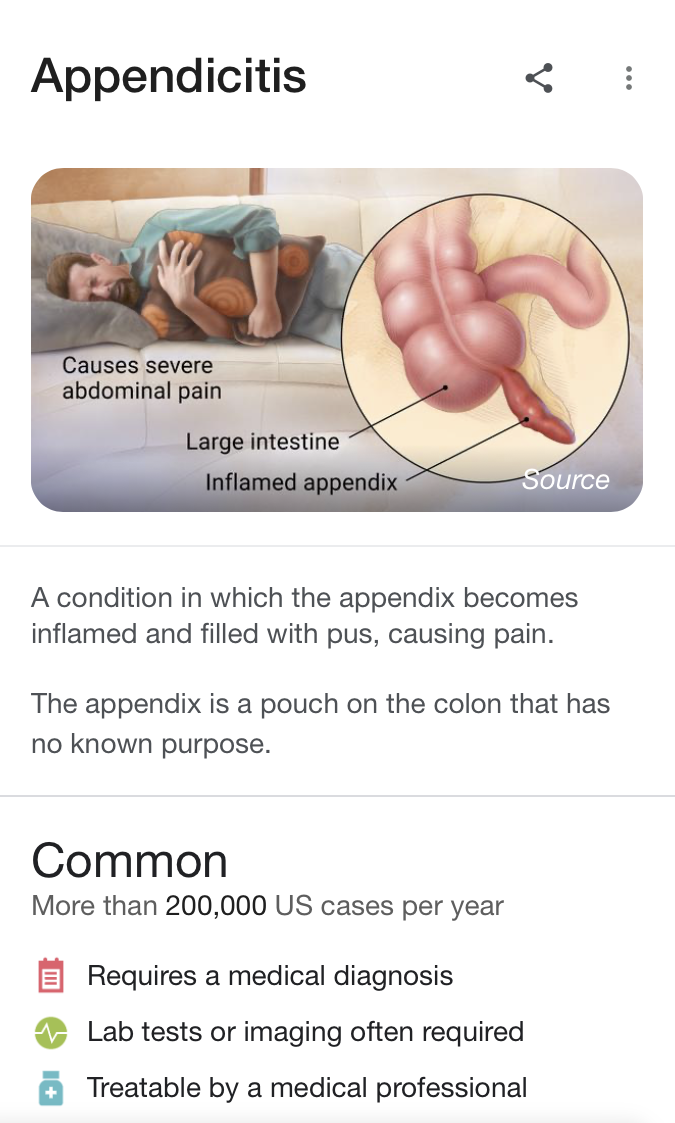 Appendicitis
Causes severe
abdominal pain
Large intestine
Inflamed appendix
Source
A condition in which the appendix becomes
inflamed and filled with pus, causing pain.
The appendix is a pouch on the colon that has
no known purpose.
Common
More than 200,000 US cases per year
Requires a medical diagnosis
Lab tests or imaging often required
Treatable by a medical professional